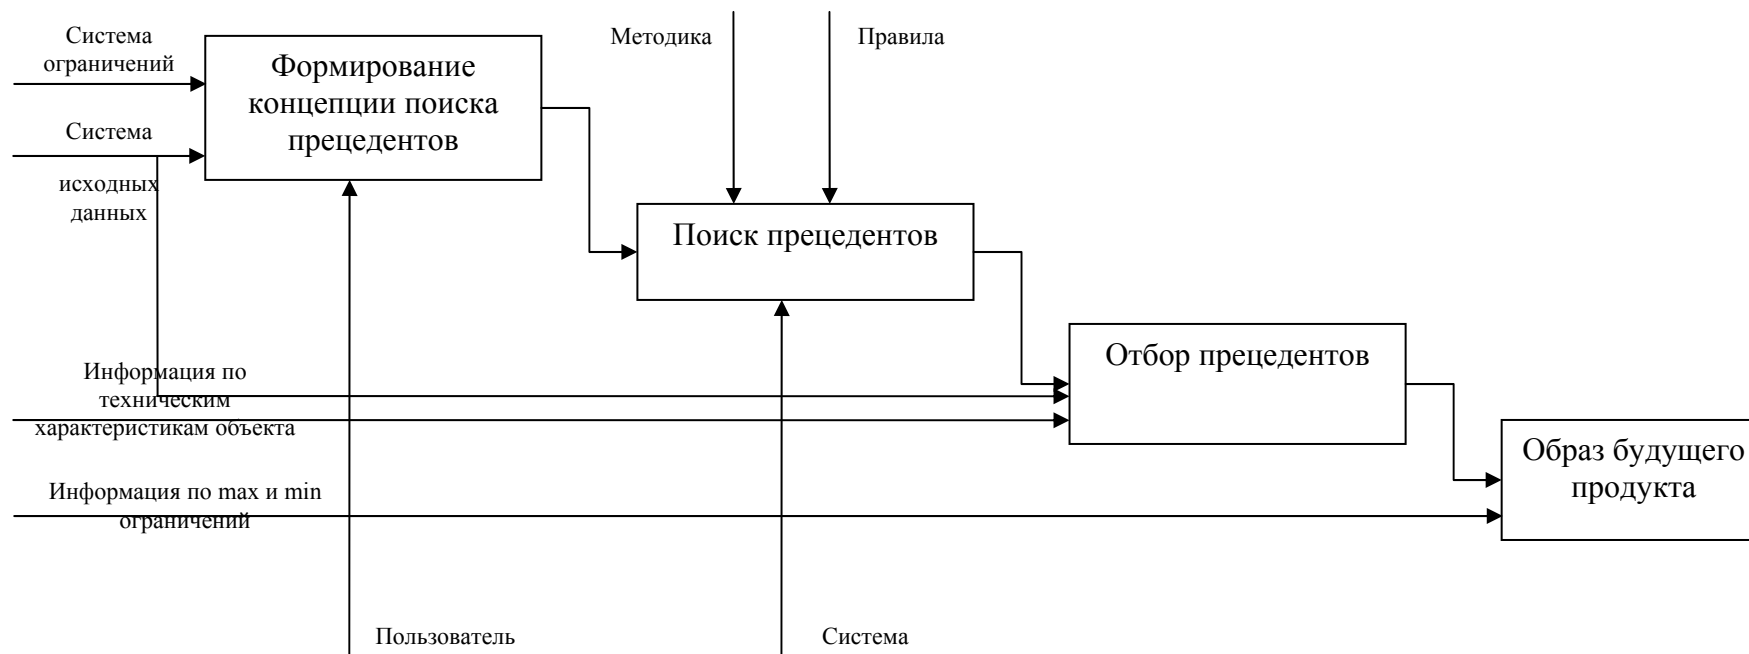 Система
ограничений
Формирование
концепции поиска
прецедентов
Методика
Правила
Система
исходных
данных
Поиск прецедентов
Отбор прецедентов
Информация по
техническим
характеристикам объекта
Образ будущего
продукта
Информация по max и min
ограничений
Пользователь
Система